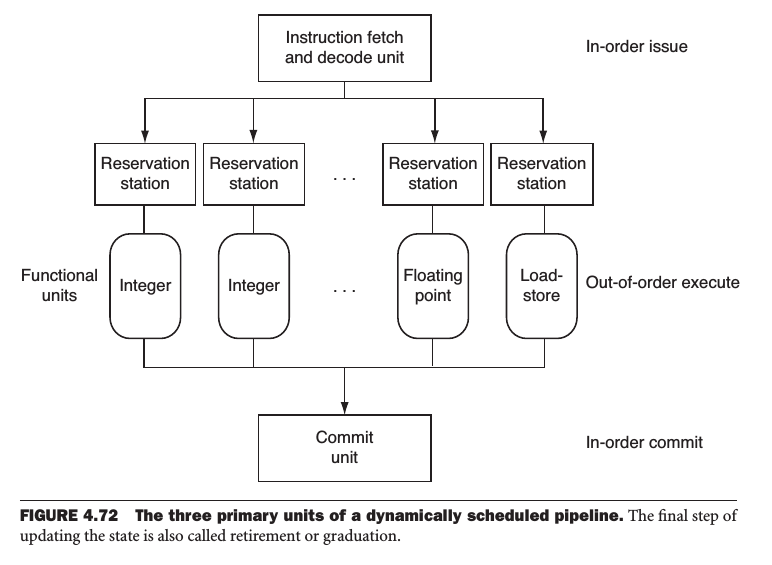 Instruction fetch
and decode unit
In-order issue
Reservation
station
Reservation
station
. . .
Reservation
station
Reservation
station
Functional
units
Integer
Integer
. . .
Floating
point
Load-
store
Out-of-order execute
Commit
unit
In-order commit
FIGURE 4.72 The three primary units of a dynamically scheduled pipeline. The final step of
updating the state is also called retirement or graduation.